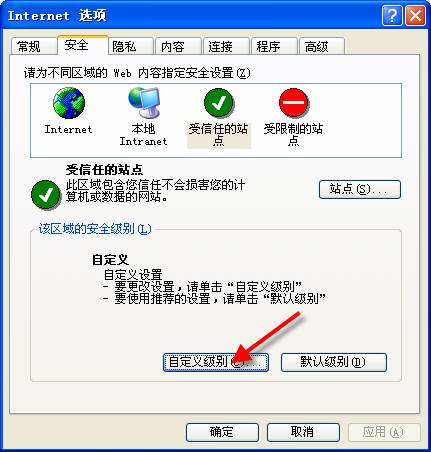 Internet 选项
常规 安全 隐私 内容 连接 程序 高级
请为不同区域的 Web 内容指定安全设置(Z)
Internet 本地 Intranet 受信任的站点 受限制的站点
受信任的站点
此区域包含您信任不会损害您的计
算机或数据的网站。
站点(S)...
该区域的安全级别(L)
自定义
自定义设置
- 要更改设置，请单击“自定义级别”
- 要使用推荐的设置，请单击“默认级别”
自定义级别(C)... 默认级别(D)
确定 取消 应用(A)